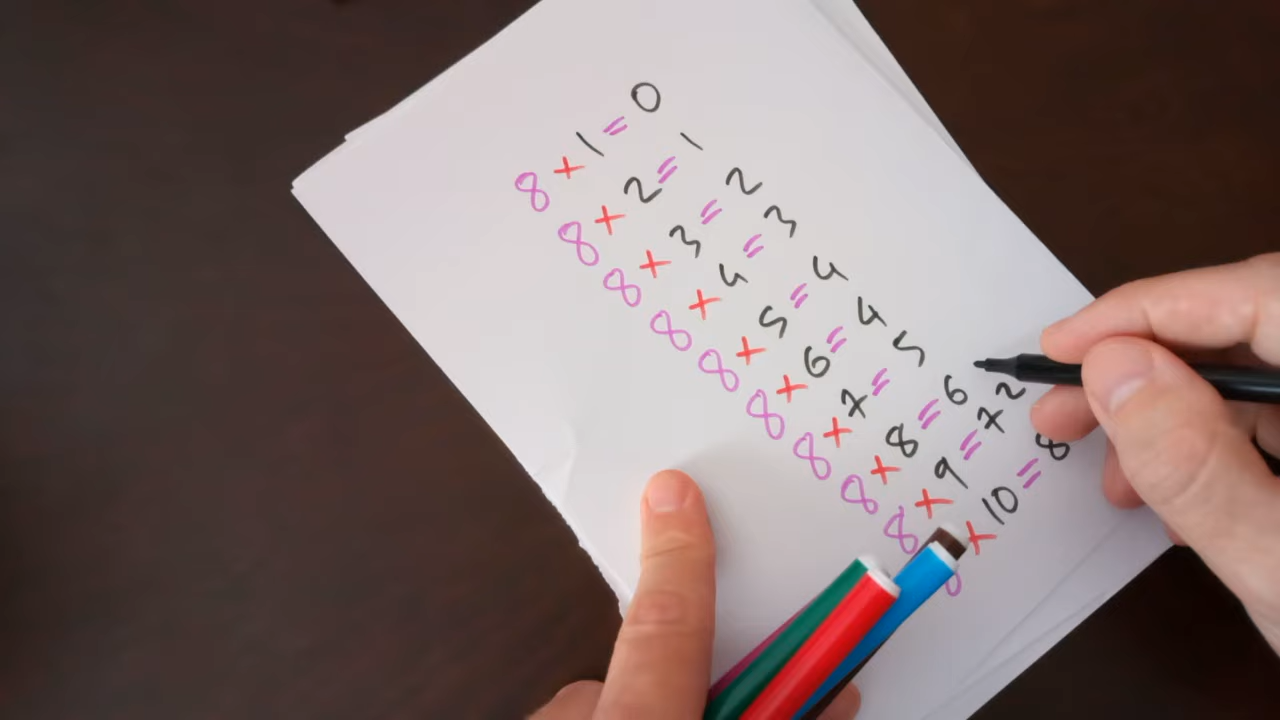 8 × 1 = 0
8 × 2 = 1
8 × 3 = 2
8 × 4 = 3
8 × 5 = 4
8 × 6 = 4
8 × 7 = 5
8 × 8 = 6
8 × 9 = 72
8 × 10 = 8